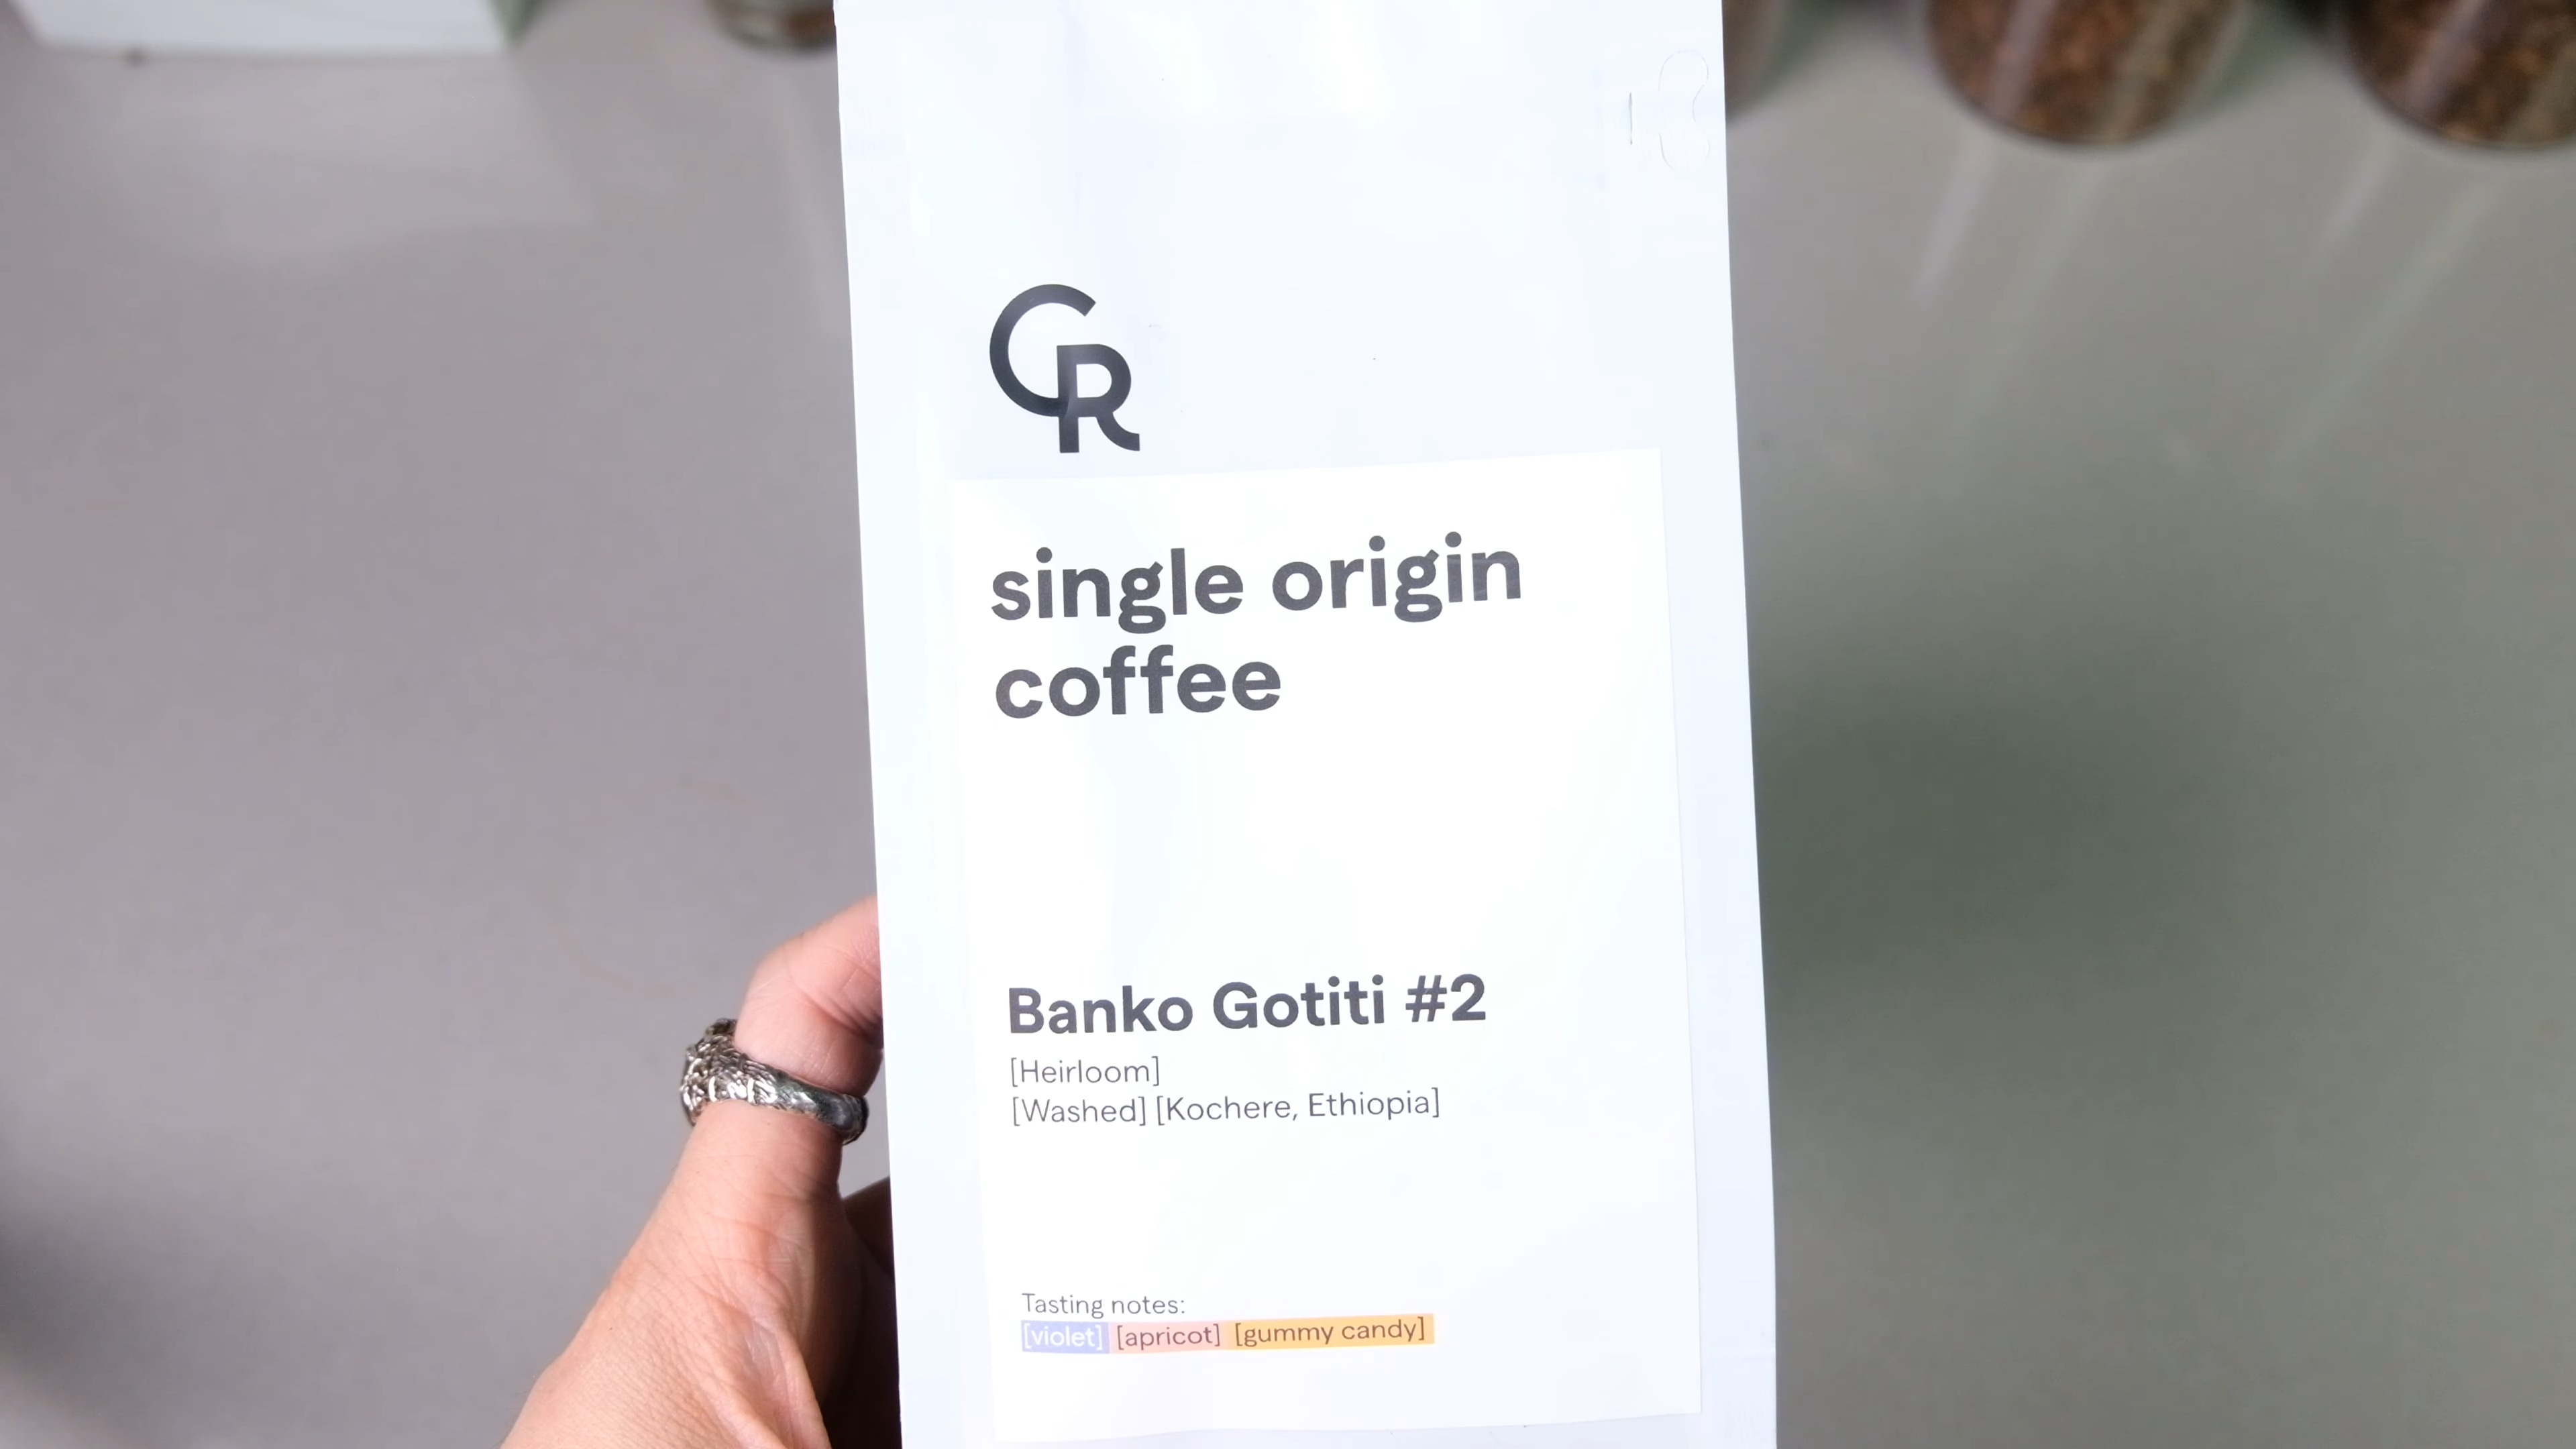 CR
single origin
coffee
Banko Gotiti #2
[Heirloom]
[Washed] [Kochere, Ethiopia]
Tasting notes:
[violet] [apricot] [gummy candy]